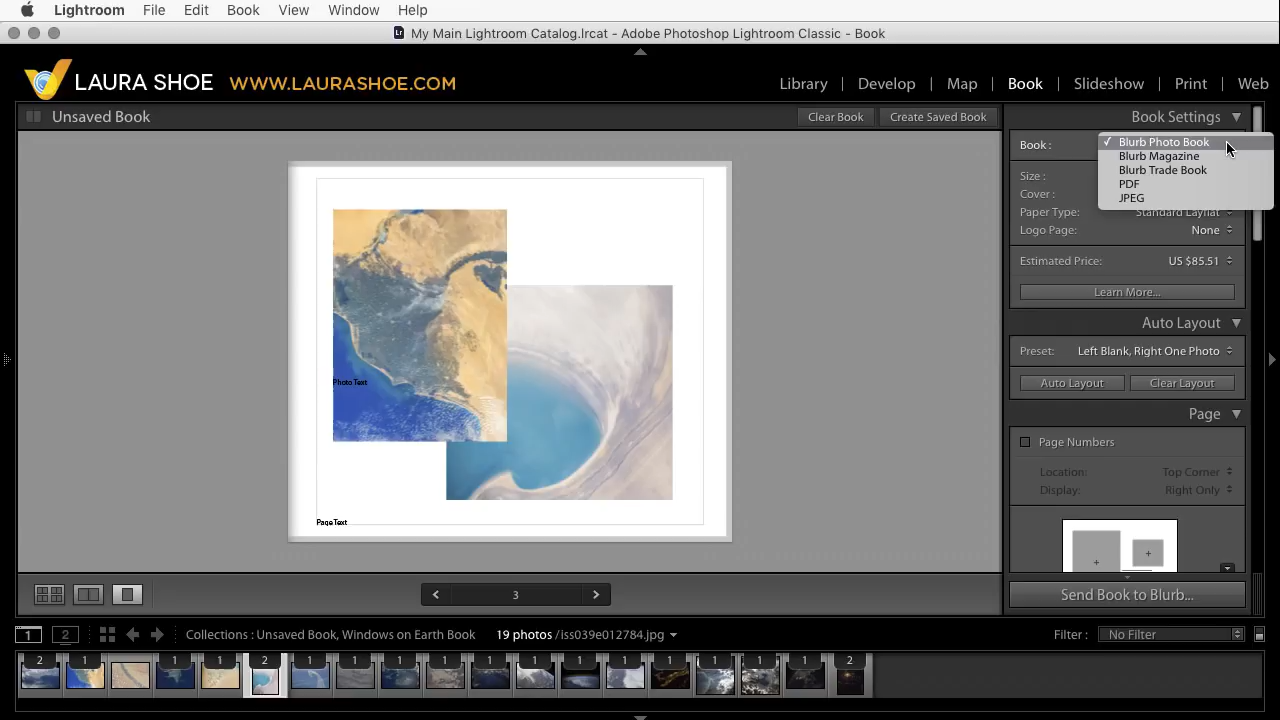 Lightroom File Edit Book View Window Help
My Main Lightroom Catalog.lrcat - Adobe Photoshop Lightroom Classic - Book
LAURA SHOE WWW.LAURASHOE.COM
Library | Develop | Map | Book | Slideshow | Print | Web
Unsaved Book
Clear Book
Create Saved Book
Book Settings
Book :
✓ Blurb Photo Book
Blurb Magazine
Blurb Trade Book
PDF
JPEG
Size :
Cover :
Paper Type: Standard Layflat
Logo Page: None
Estimated Price: US $85.51
Learn More...
Auto Layout
Preset: Left Blank, Right One Photo
Auto Layout
Clear Layout
Page
Page Numbers
Location: Top Corner
Display: Right Only
Photo Text
Page Text
3
Send Book to Blurb...
1 2 Collections : Unsaved Book, Windows on Earth Book 19 photos /iss039e012784.jpg
Filter : No Filter
2 1 1 1 1 2 1 1 1 1 1 1 1 1 1 1 1 1 2